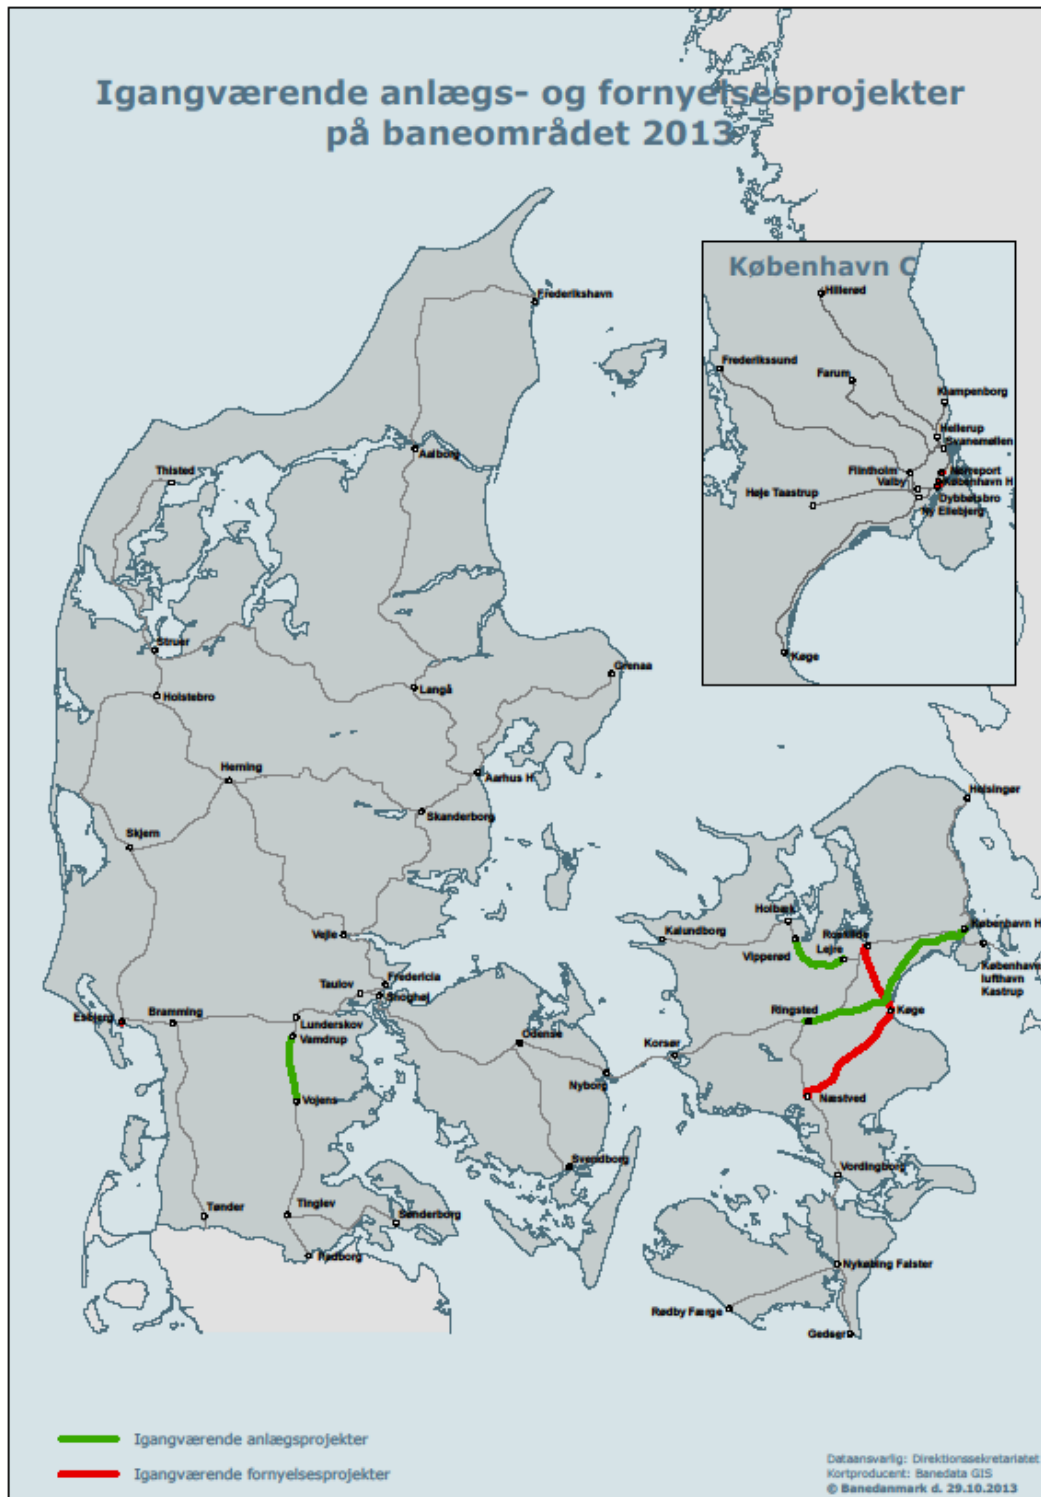 Igangværende anlægs- og fornyelsesprojekter
på baneområdet 2013
København C
Hillerød
Frederikssund
Farum
Klampenborg
Hellerup
Svanemøllen
Flintholm
Nørreport
Valby
København H
Høje Taastrup
Dybbølsbro
Ny Ellebjerg
Køge
Frederikshavn
Aalborg
Thisted
Struer
Grenaa
Holstebro
Langå
Herning
Aarhus H
Skanderborg
Helsingør
Skjern
Holbæk
Kalundborg
København H
Vejle
Roskilde
Vipperød
Lejre
København
lufthavn
Kastrup
Fredericia
Taulov
Snoghøj
Esbjerg
Bramming
Lunderskov
Ringsted
Køge
Vamdrup
Odense
Korsør
Nyborg
Vojens
Næstved
Svendborg
Vordingborg
Tønder
Tinglev
Sønderborg
Padborg
Nykøbing Falster
Rødby Færge
Gedser
Igangværende anlægsprojekter
Igangværende fornyelsesprojekter
Dataansvarlig: Direktionssekretariatet
Kortproducent: Banedata GIS
© Banedanmark d. 29.10.2013